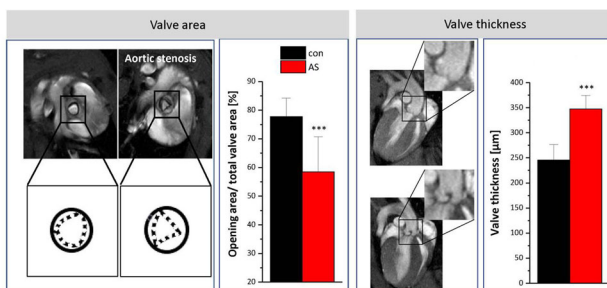 Valve area
Aortic stenosis
Opening area/ total valve area [%]
90
80
70
60
50
40
30
20
con
AS
***
Valve thickness
Valve thickness [µm]
400
350
300
250
200
150
100
50
0
***